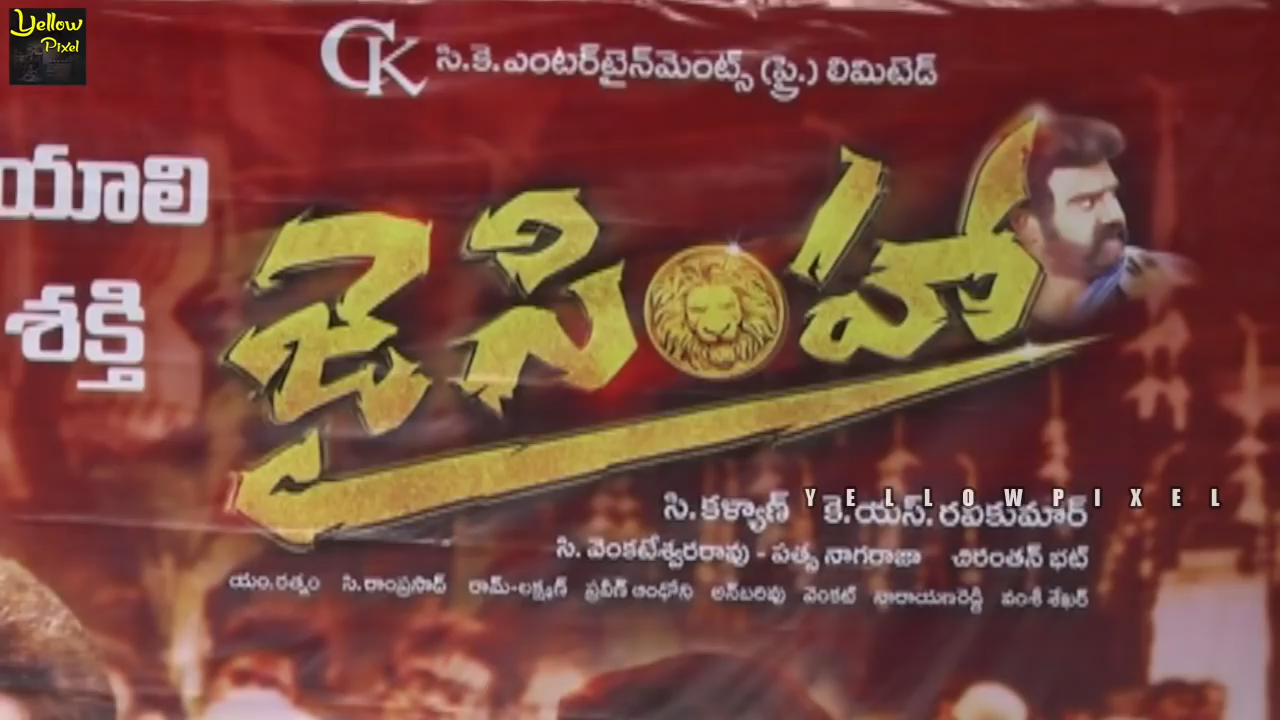 Yellow
Pixel
CK సి.కె.ఎంటర్‌టైన్‌మెంట్స్ (ప్రై.) లిమిటెడ్
యాలి
శక్తి
జై సింహా
YELLOWPIXEL
సి.కళ్యాణ్ కె.యస్.రవికుమార్
సి. వెంకటేశ్వరరావు - పత్స నాగరాజా చిరంతన్ భట్
యం.రత్నం సి.రాంప్రసాద్ రామ్-లక్ష్మణ్ ప్రవీణ్ ఆంథోని అన్‌బరివు వెంకట్ నారాయణరెడ్డి వంశీ శేఖర్